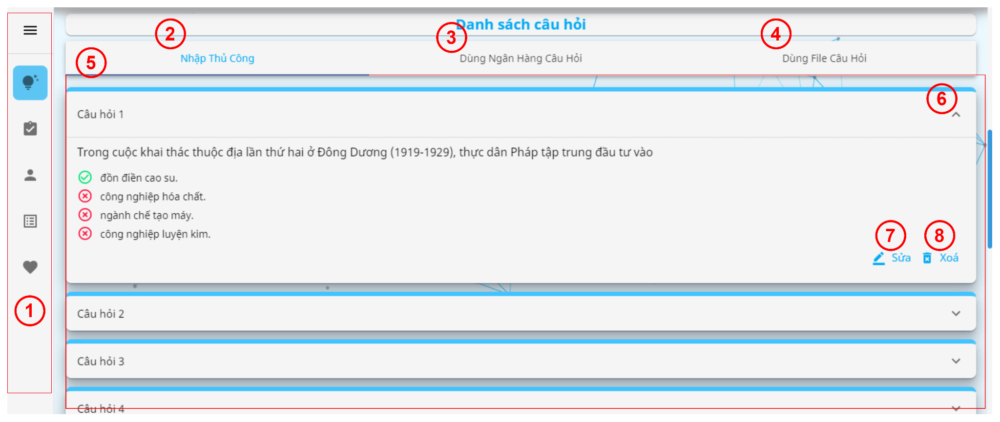 Danh sách câu hỏi
2
3
4
5
Nhập Thủ Công
Dùng Ngân Hàng Câu Hỏi
Dùng File Câu Hỏi
6
Câu hỏi 1
Trong cuộc khai thác thuộc địa lần thứ hai ở Đông Dương (1919-1929), thực dân Pháp tập trung đầu tư vào
đồn điền cao su.
công nghiệp hóa chất.
ngành chế tạo máy.
công nghiệp luyện kim.
7
8
Sửa
Xoá
1
Câu hỏi 2
Câu hỏi 3
Câu hỏi 4